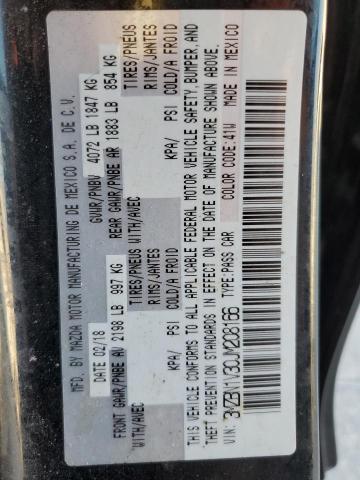 MFD. BY MAZDA MOTOR MANUFACTURING DE MEXICO S.A. DE C.V.
DATE: 02/18 GVWR/PNBV 4072 LB 1847 KG
FRONT GAWR/PNBE AV 2198 LB 997 KG REAR GAWR/PNBE AR 1883 LB 854 KG
WITH/AVEC TIRES/PNEUS WITH/AVEC TIRES/PNEUS
RIMS/JANTES RIMS/JANTES
KPA/ PSI COLD/A FROID KPA/ PSI COLD/A FROID
THIS VEHICLE CONFORMS TO ALL APPLICABLE FEDERAL MOTOR VEHICLE SAFETY, BUMPER, AND
THEFT PREVENTION STANDARDS IN EFFECT ON THE DATE OF MANUFACTURE SHOWN ABOVE.
VIN: 3MZBN1V30JM208166 COLOR CODE:41W MADE IN MEXICO
TYPE:PASS CAR